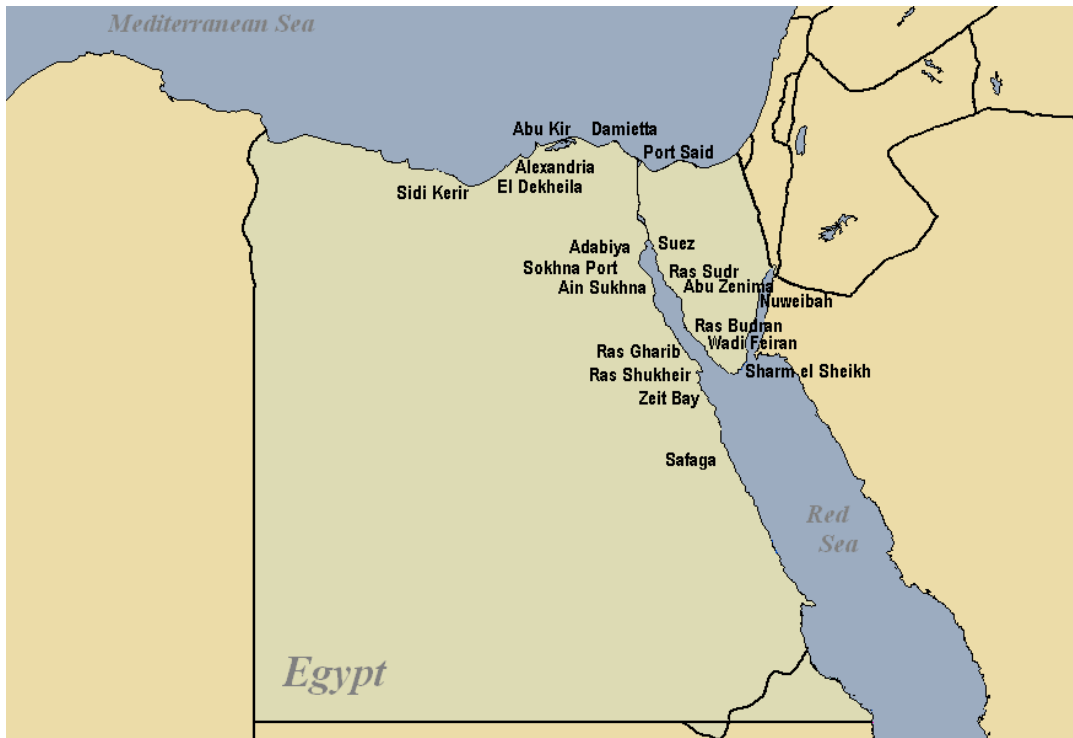 Mediterranean Sea
Abu Kir
Damietta
Port Said
Alexandria
El Dekheila
Sidi Kerir
Adabiya
Suez
Sokhna Port
Ras Sudr
Ain Sukhna
Abu Zenima
Nuweibah
Ras Budran
Wadi Feiran
Ras Gharib
Sharm el Sheikh
Ras Shukheir
Zeit Bay
Safaga
Red
Sea
Egypt